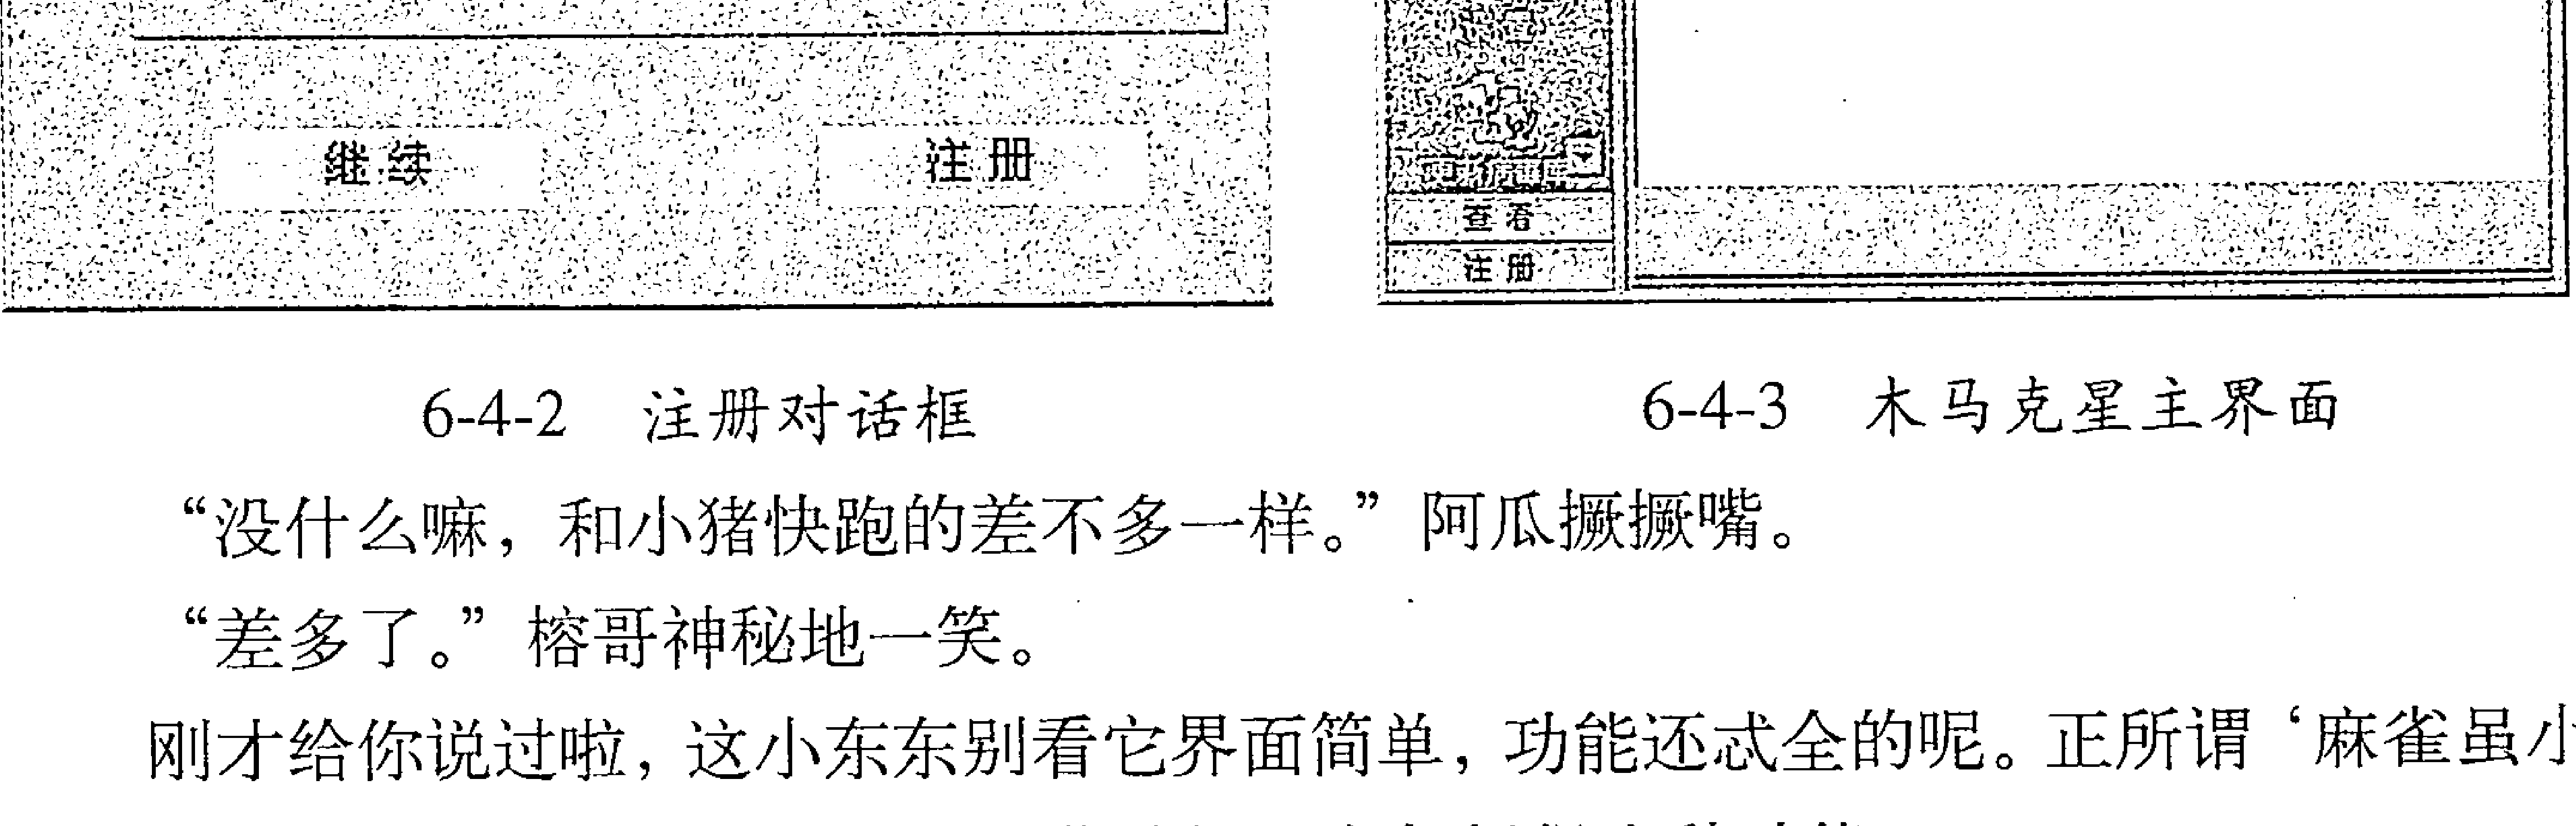 继续
注册
查看
注册
6-4-2 注册对话框
6-4-3 木马克星主界面
“没什么嘛，和小猪快跑的差不多一样。”阿瓜撅撅嘴。
“差多了。”榕哥神秘地一笑。
刚才给你说过啦，这小东东别看它界面简单，功能还忒全的呢。正所谓‘麻雀虽小